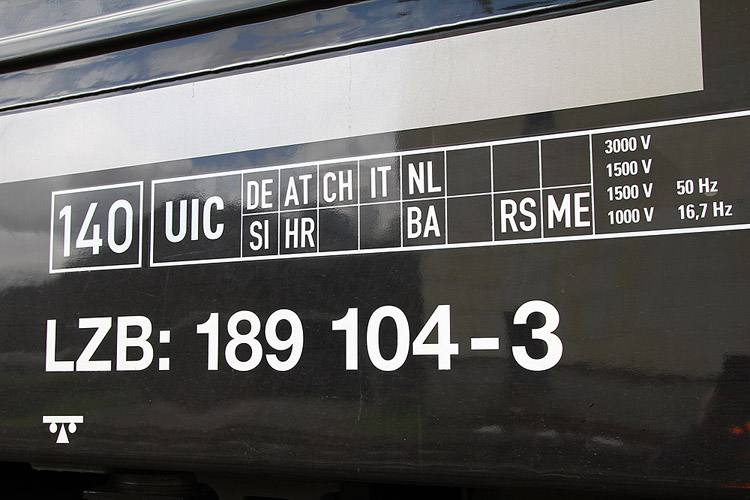 140 UIC DE AT CH IT NL
SI HR BA RS ME
3000 V
1500 V
1500 V 50 Hz
1000 V 16,7 Hz
LZB: 189 104-3